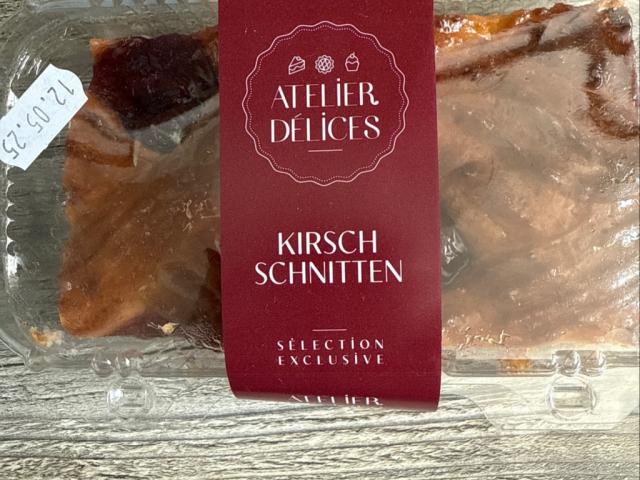 12.05.25
ATELIER
DÉLICES
KIRSCH
SCHNITTEN
SÉLECTION
EXCLUSIVE
ATELIER